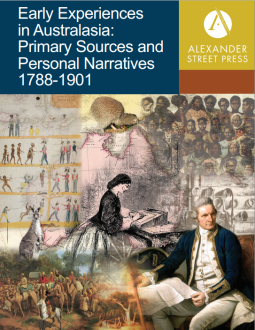 Early Experiences
in Australasia:
Primary Sources and
Personal Narratives
1788-1901
A
ALEXANDER
STREET PRESS